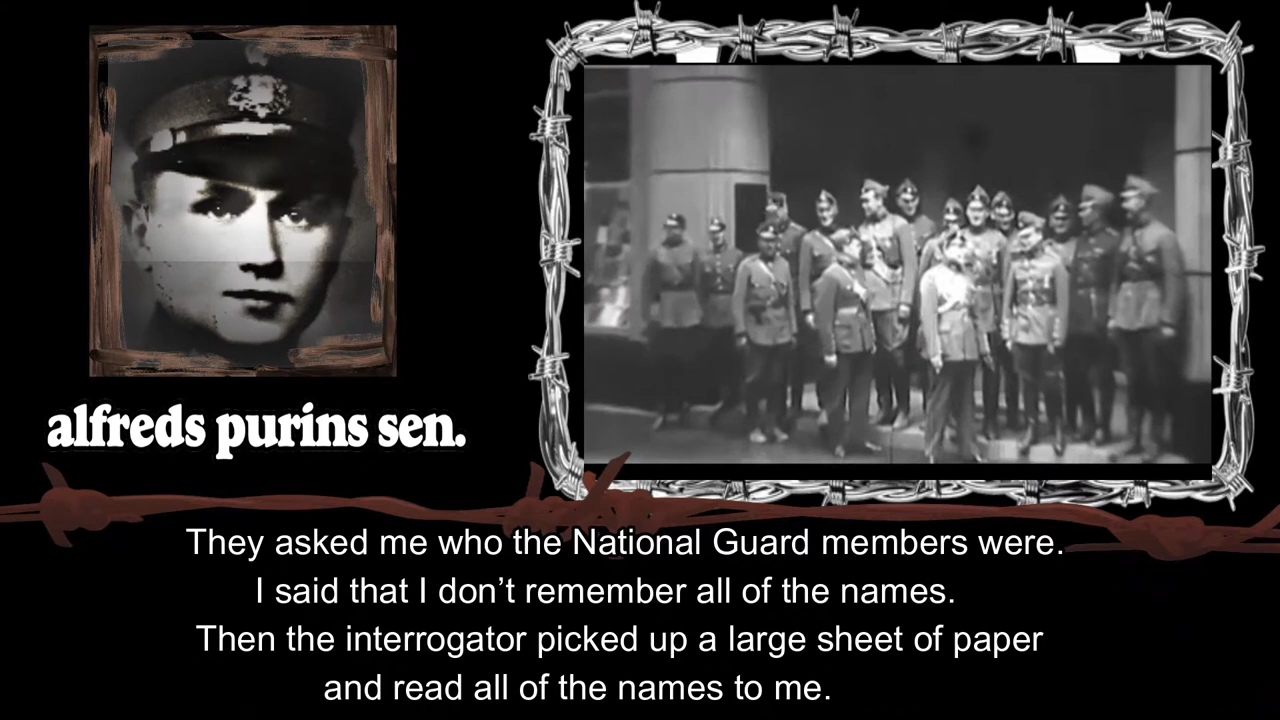 alfreds purins sen.
They asked me who the National Guard members were.
I said that I don’t remember all of the names.
Then the interrogator picked up a large sheet of paper
and read all of the names to me.